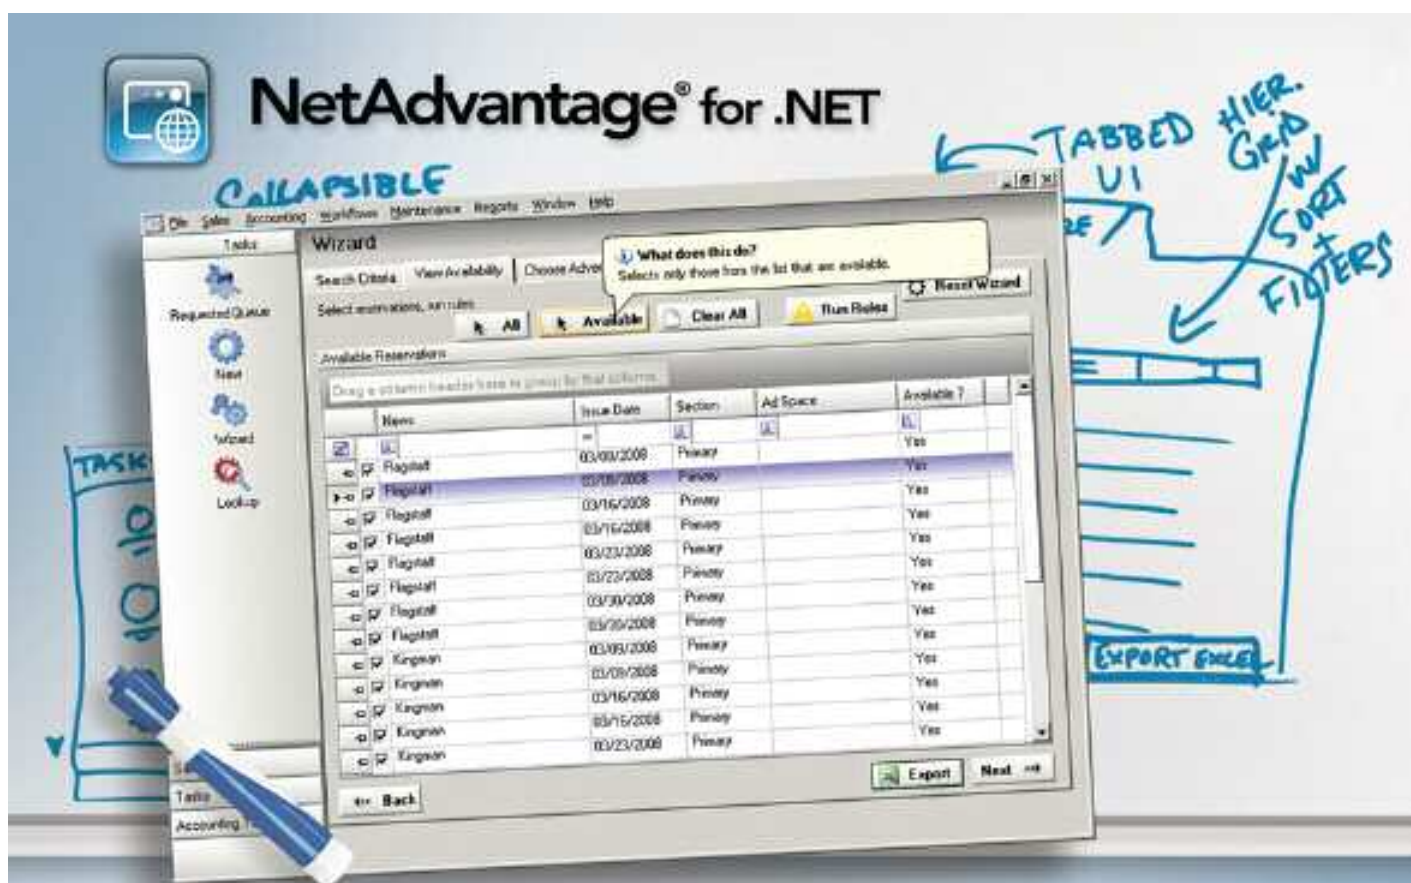 NetAdvantage® for .NET
HIER.
GRID
W/
SORT
+
FILTERS
TABBED
UI
COLLAPSIBLE
File Sales Accounting Workflows Maintenance Reports Window Help
Tasks
Wizard
What does this do?
Selects only those from the list that are available.
Search Criteria View Availability Choose Adver
Reset Wizard
Select reservations, run rules
All Available Clear All Run Rules
Requested Queue
Available Reservations
Next
Drag a column header here to group by that column.
News Issue Date Section Ad Space Available ?
Wizard
Lookup
TASKS
Flagstaff 03/09/2008 Primary Yes
Flagstaff 03/09/2008 Primary Yes
Flagstaff 03/16/2008 Primary Yes
Flagstaff 03/16/2008 Primary Yes
Flagstaff 03/23/2008 Primary Yes
Flagstaff 03/23/2008 Primary Yes
Flagstaff 03/30/2008 Primary Yes
Flagstaff 03/30/2008 Primary Yes
Kingman 03/09/2008 Primary Yes
Kingman 03/09/2008 Primary Yes
Kingman 03/16/2008 Primary Yes
Kingman 03/16/2008 Primary Yes
Kingman 03/23/2008 Primary Yes
EXPORT EXCEL
Export Next
Back
Tasks
Accounting